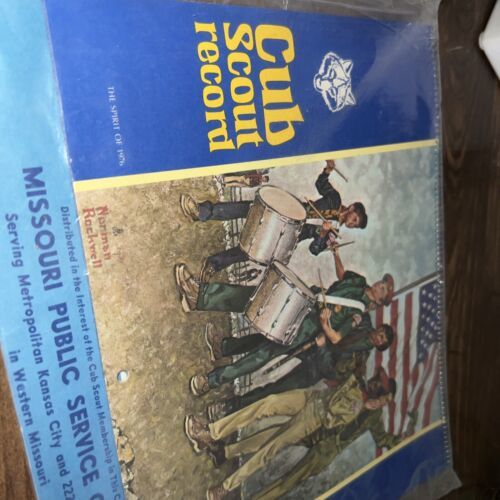 Cub
Scout
record
THE SPIRIT OF 1976
Norman
Rockwell
Distributed in the Interest of the Cub Scout Membership in
MISSOURI PUBLIC SERVICE
Serving Metropolitan Kansas City and
in Western Missouri